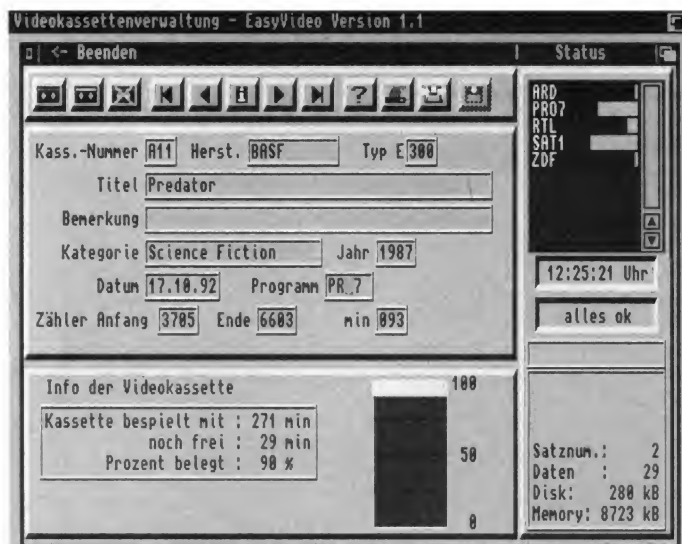 Videokassettenverwaltung - EasyVideo Version 1.1
<- Beenden
Status
Kass.-Nummer A11 Herst. BASF Typ E 300
Titel Predator
Bemerkung
Kategorie Science Fiction Jahr 1987
Datum 17.10.92 Programm PR_7
Zähler Anfang 3705 Ende 6603 min 093
Info der Videokassette
Kassette bespielt mit : 271 min
noch frei : 29 min
Prozent belegt : 90 %
100
50
0
ARD
PRO7
RTL
SAT1
ZDF
12:25:21 Uhr
alles ok
Satznum.: 2
Daten : 29
Disk: 280 kB
Memory: 8723 kB